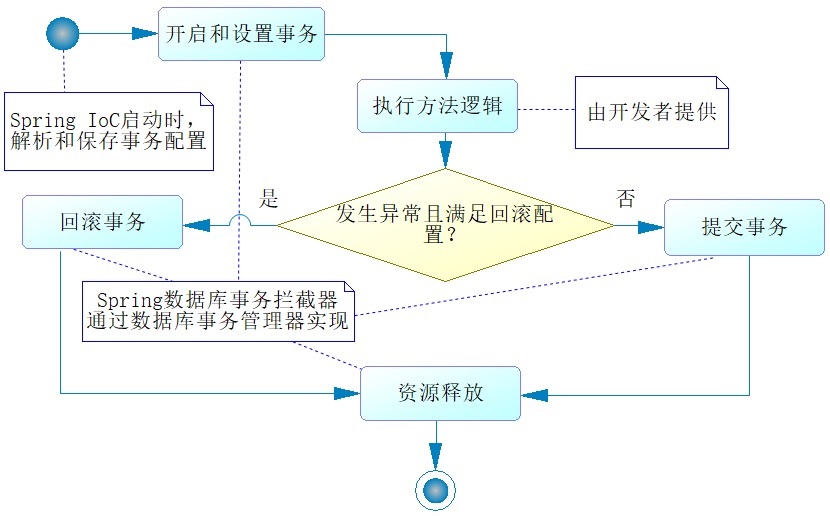 开启和设置事务
Spring IoC启动时，
解析和保存事务配置
执行方法逻辑
由开发者提供
是
发生异常且满足回滚配
置？
否
回滚事务
提交事务
Spring数据库事务拦截器
通过数据库事务管理器实现
资源释放